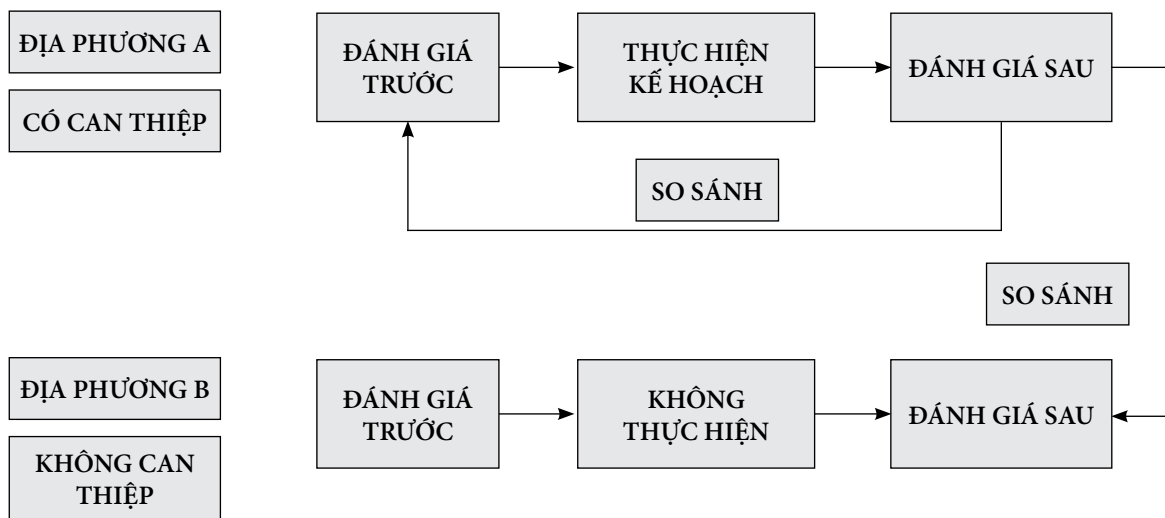 ĐỊA PHƯƠNG A
CÓ CAN THIỆP
ĐÁNH GIÁ
TRƯỚC
THỰC HIỆN
KẾ HOẠCH
ĐÁNH GIÁ SAU
SO SÁNH
SO SÁNH
ĐỊA PHƯƠNG B
KHÔNG CAN
THIỆP
ĐÁNH GIÁ
TRƯỚC
KHÔNG
THỰC HIỆN
ĐÁNH GIÁ SAU